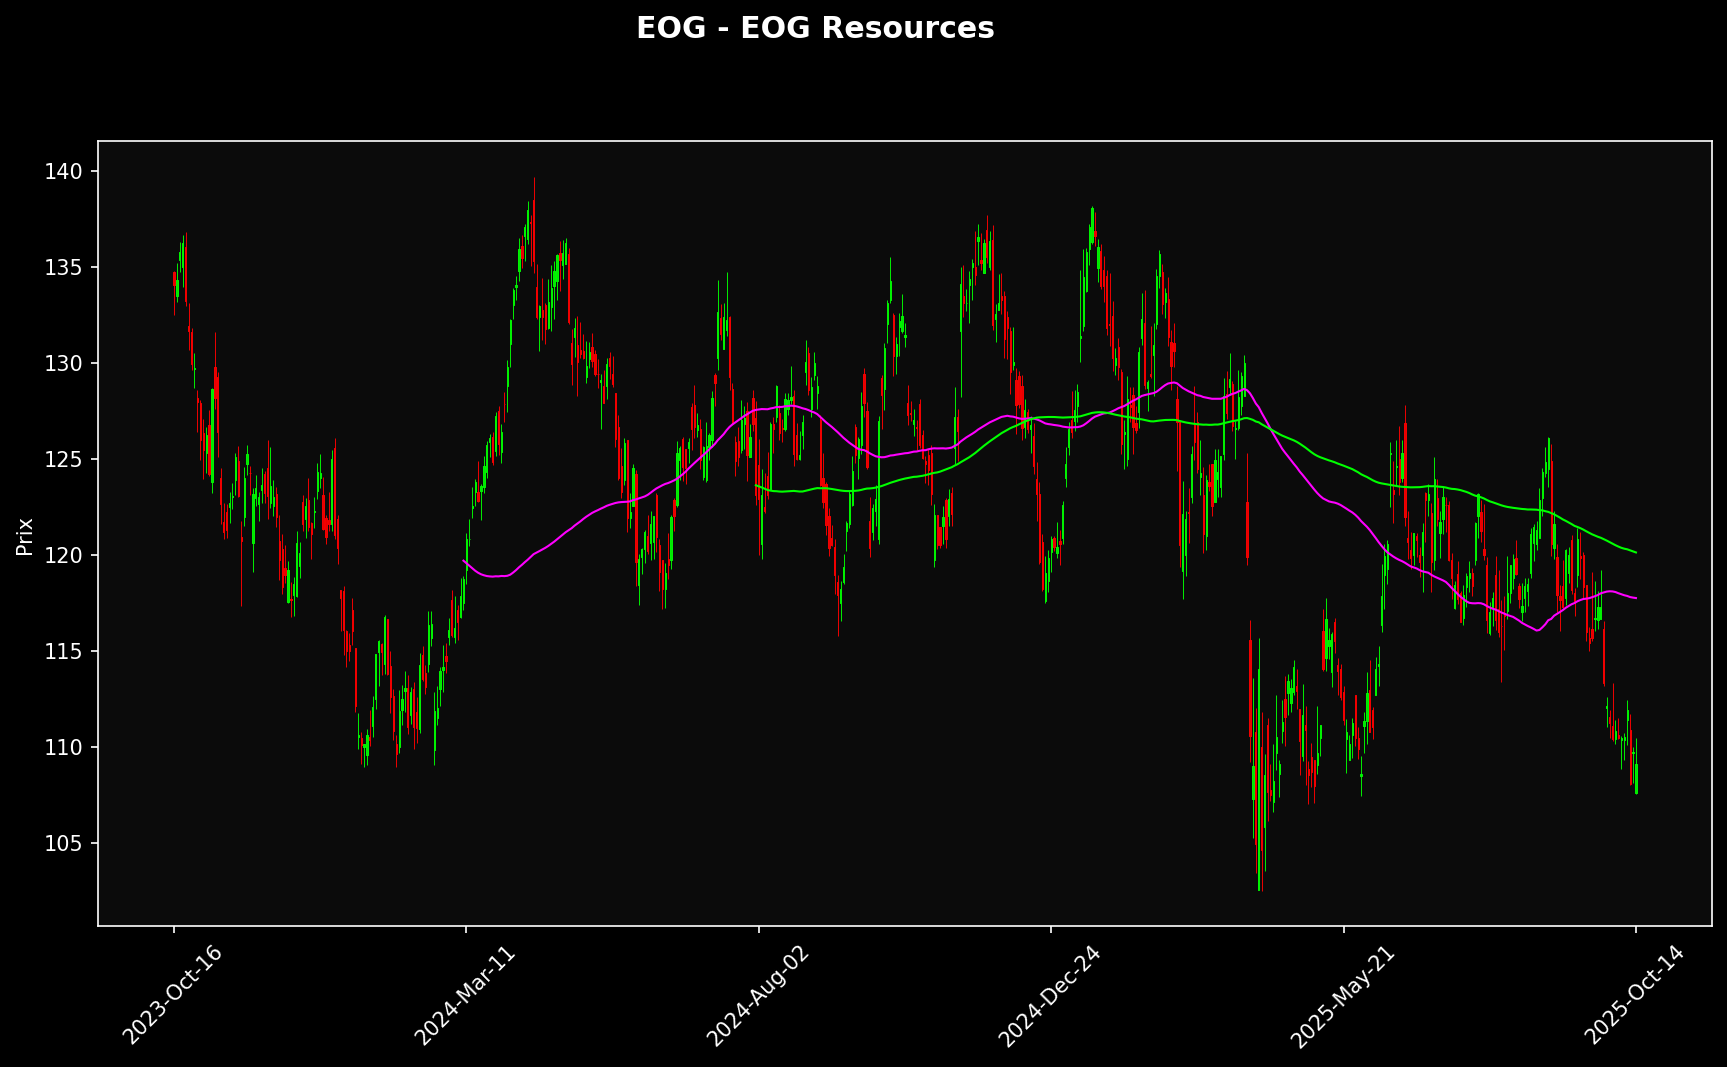 EOG - EOG Resources
140
135
130
125
120
115
110
105
Prix
2023-Oct-16
2024-Mar-11
2024-Aug-02
2024-Dec-24
2025-May-21
2025-Oct-14